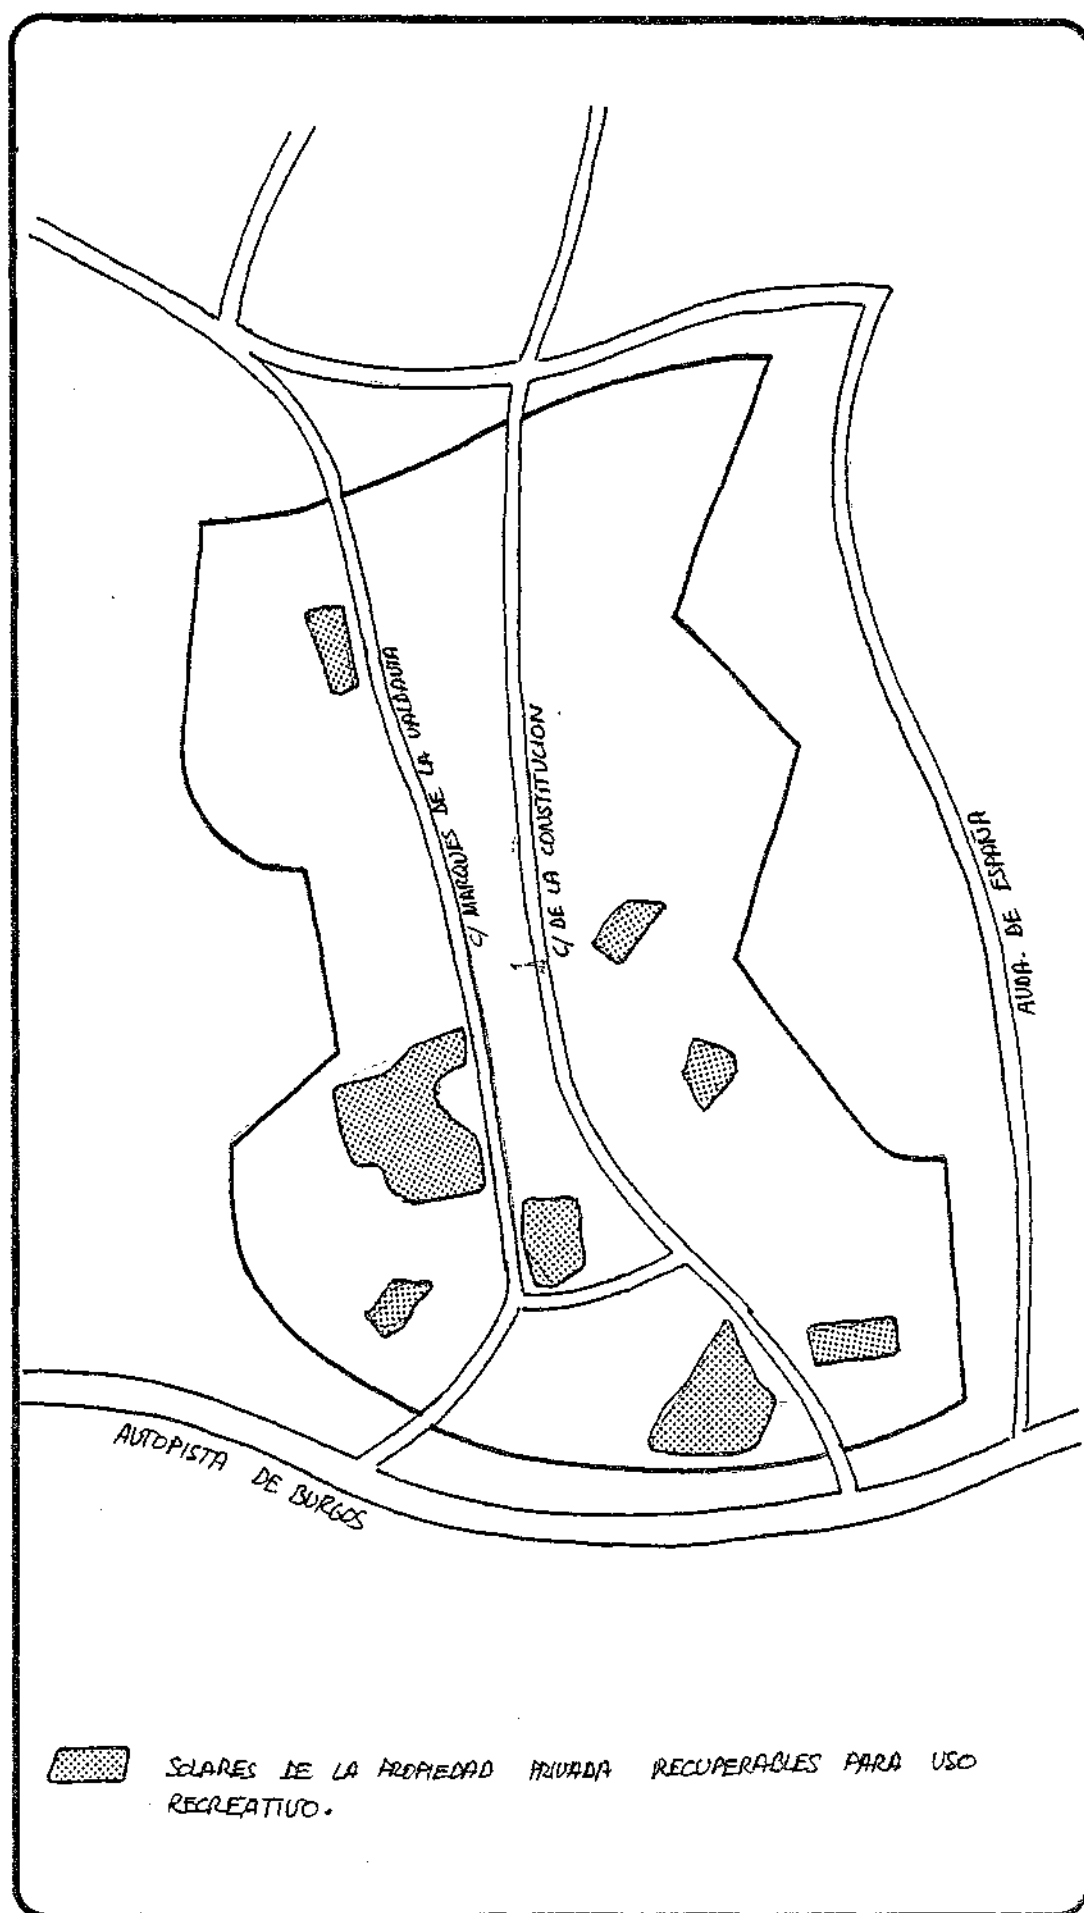 C/ MARQUES DE LA VALDAVIA
C/ DE LA CONSTITUCION
AVDA. DE ESPAÑA
AUTOPISTA DE BURGOS
SOLARES DE LA PROPIEDAD PRIVADA RECUPERABLES PARA USO
RECREATIVO.